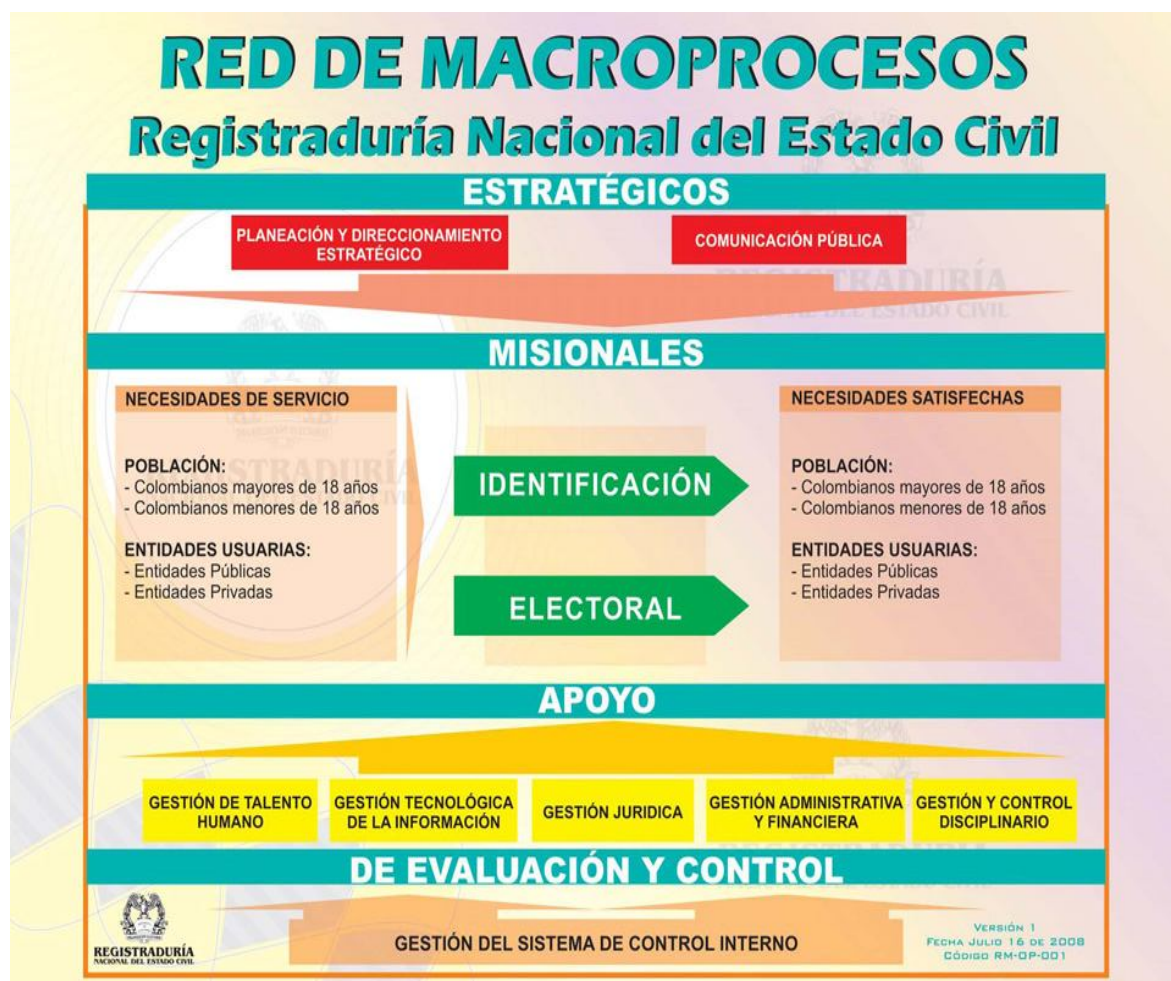 RED DE MACROPROCESOS
Registraduría Nacional del Estado Civil
ESTRATÉGICOS
PLANEACIÓN Y DIRECCIONAMIENTO
ESTRATÉGICO
COMUNICACIÓN PÚBLICA
MISIONALES
NECESIDADES DE SERVICIO
POBLACIÓN:
- Colombianos mayores de 18 años
- Colombianos menores de 18 años
ENTIDADES USUARIAS:
- Entidades Públicas
- Entidades Privadas
IDENTIFICACIÓN
ELECTORAL
NECESIDADES SATISFECHAS
POBLACIÓN:
- Colombianos mayores de 18 años
- Colombianos menores de 18 años
ENTIDADES USUARIAS:
- Entidades Públicas
- Entidades Privadas
APOYO
GESTIÓN DE TALENTO
HUMANO
GESTIÓN TECNOLÓGICA
DE LA INFORMACIÓN
GESTIÓN JURIDICA
GESTIÓN ADMINISTRATIVA
Y FINANCIERA
GESTIÓN Y CONTROL
DISCIPLINARIO
DE EVALUACIÓN Y CONTROL
GESTIÓN DEL SISTEMA DE CONTROL INTERNO
REGISTRADURÍA
NACIONAL DEL ESTADO CIVIL
VERSIÓN 1
FECHA JULIO 16 DE 2008
CÓDIGO RM-OP-001